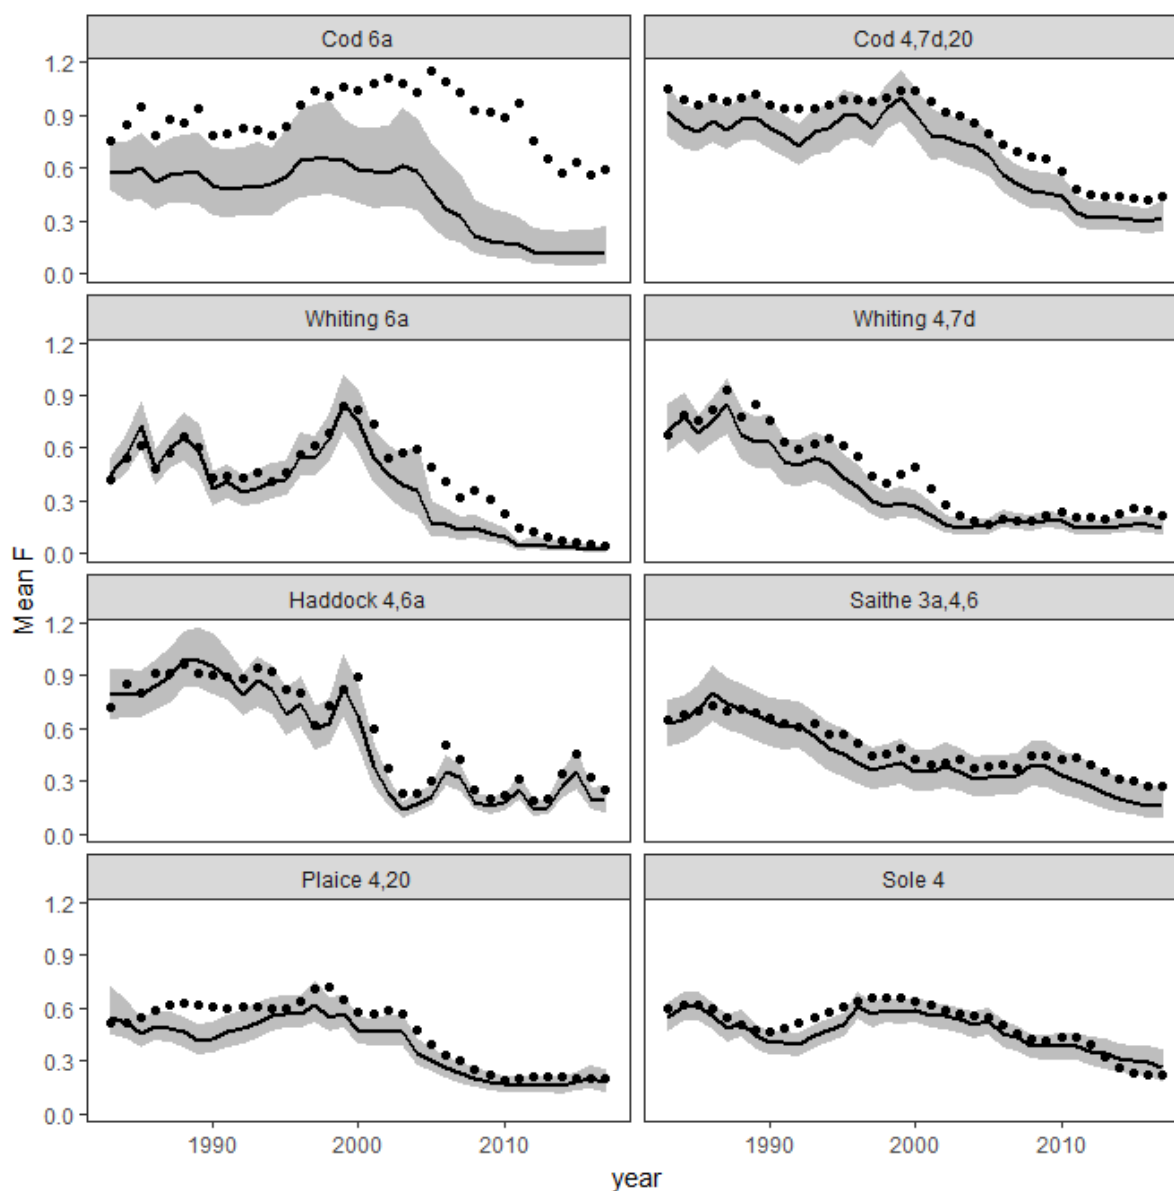 Cod 6a
Cod 4,7d,20
1.2
0.9
0.6
0.3
0.0
Whiting 6a
Whiting 4,7d
1.2
0.9
0.6
0.3
0.0
Mean F
Haddock 4,6a
Saithe 3a,4,6
1.2
0.9
0.6
0.3
0.0
Plaice 4,20
Sole 4
1.2
0.9
0.6
0.3
0.0
1990 2000 2010 1990 2000 2010
year